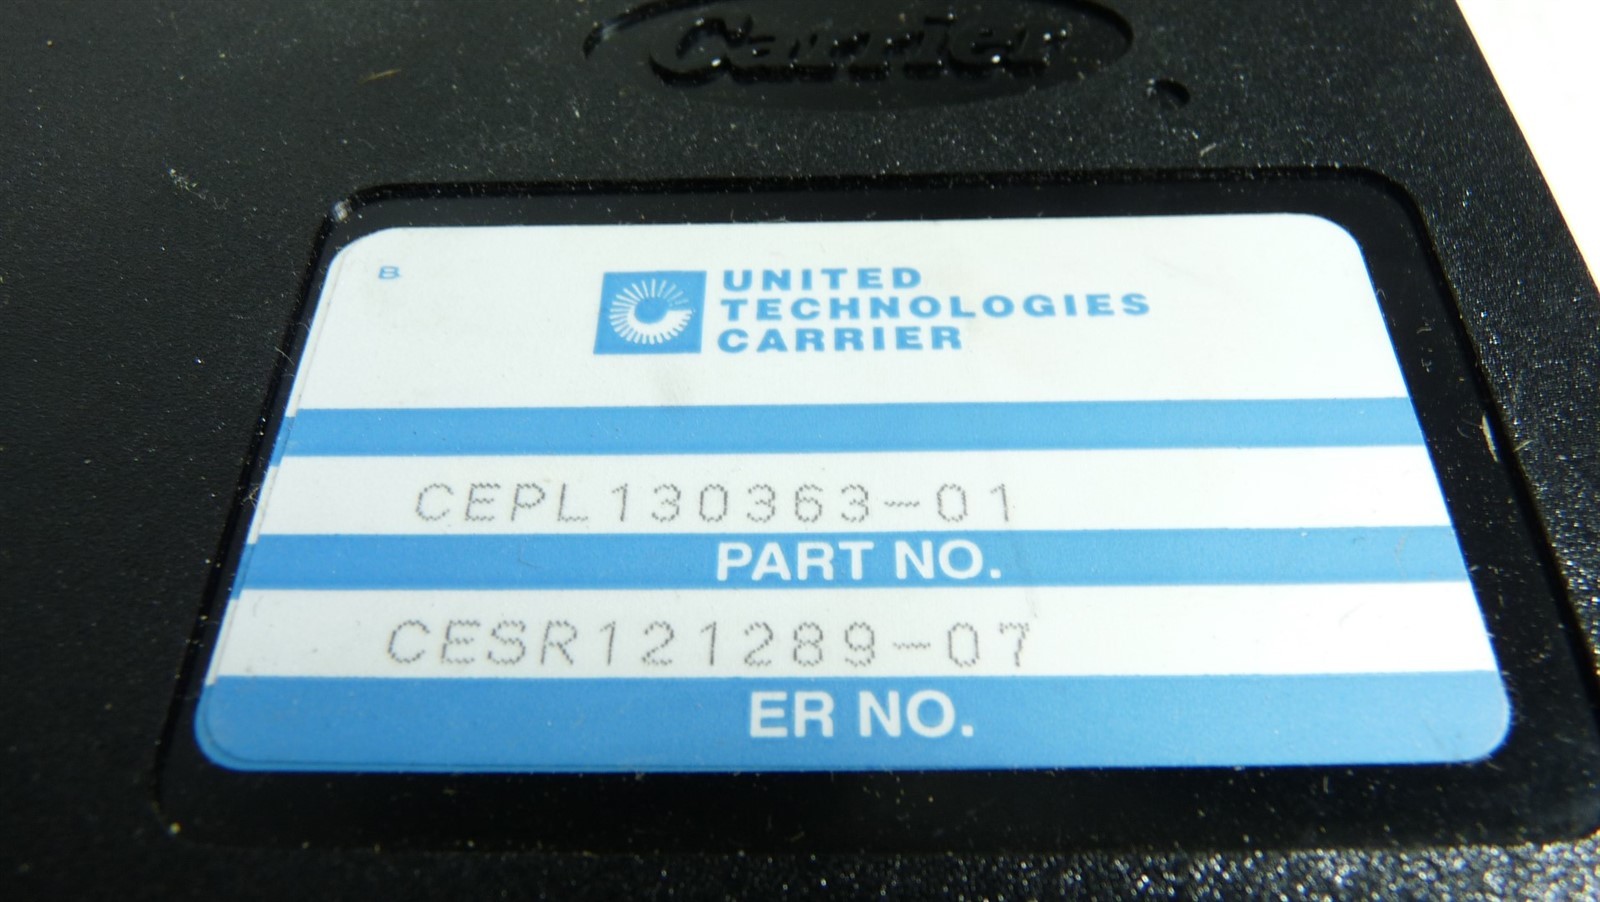 Carrier
B
UNITED
TECHNOLOGIES
CARRIER
CEPL130363-01
PART NO.
CESR121289-07
ER NO.